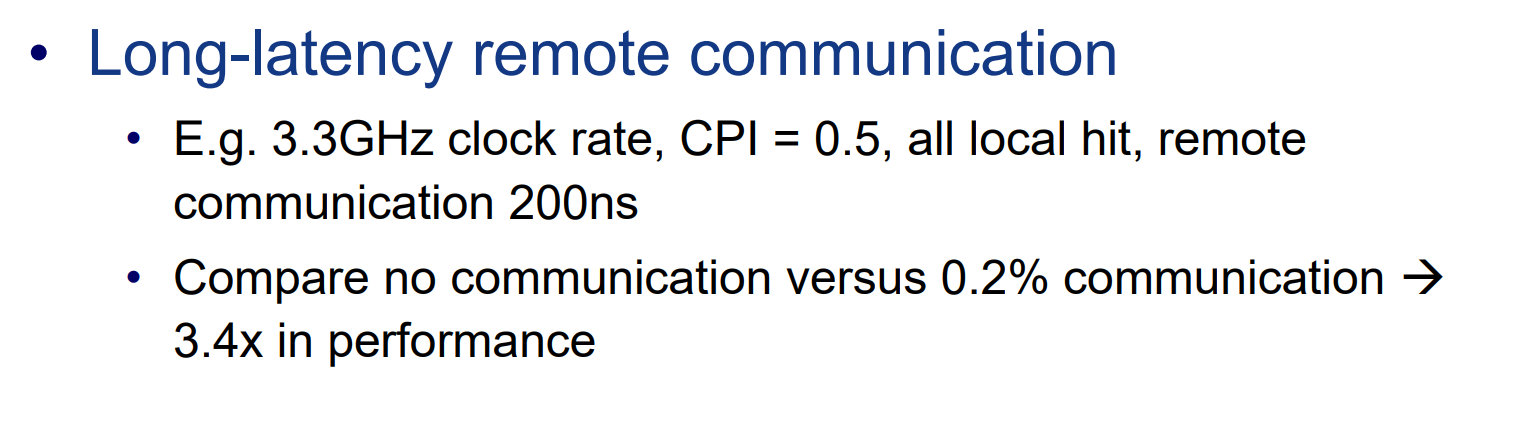 • Long-latency remote communication
• E.g. 3.3GHz clock rate, CPI = 0.5, all local hit, remote
communication 200ns
• Compare no communication versus 0.2% communication →
3.4x in performance